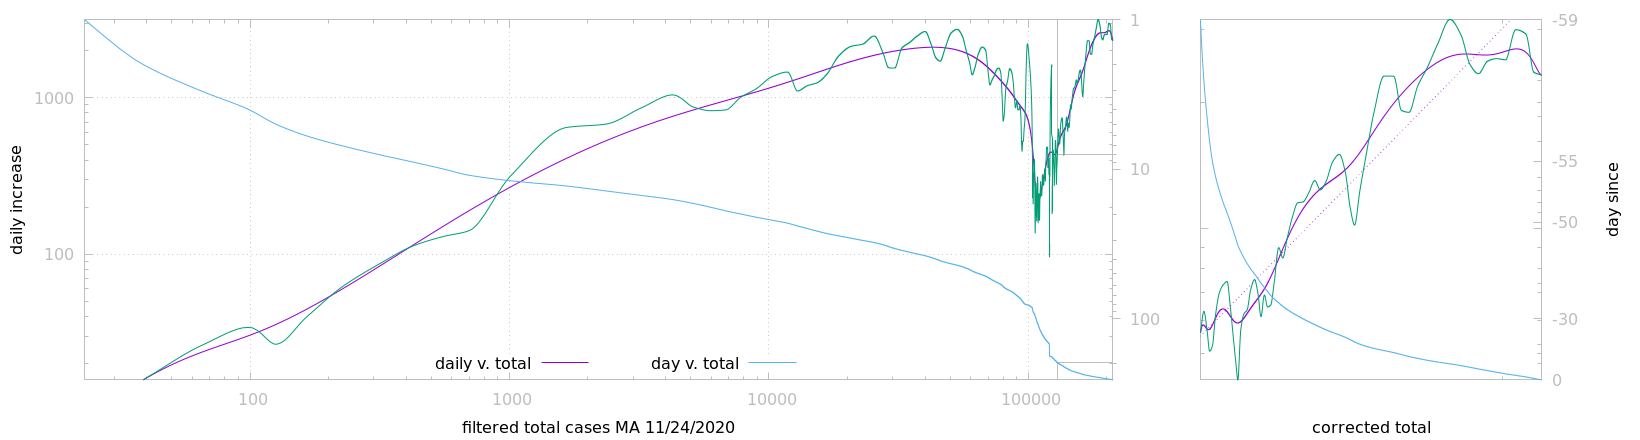 1000
100
daily increase
100
1000
10000
100000
1
10
100
daily v. total
day v. total
filtered total cases MA 11/24/2020
-59
-55
-50
-30
0
day since
corrected total